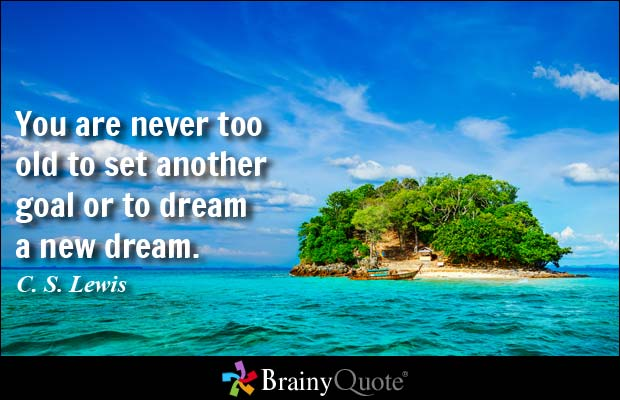 You are never too
old to set another
goal or to dream
a new dream.
C. S. Lewis
BrainyQuote®